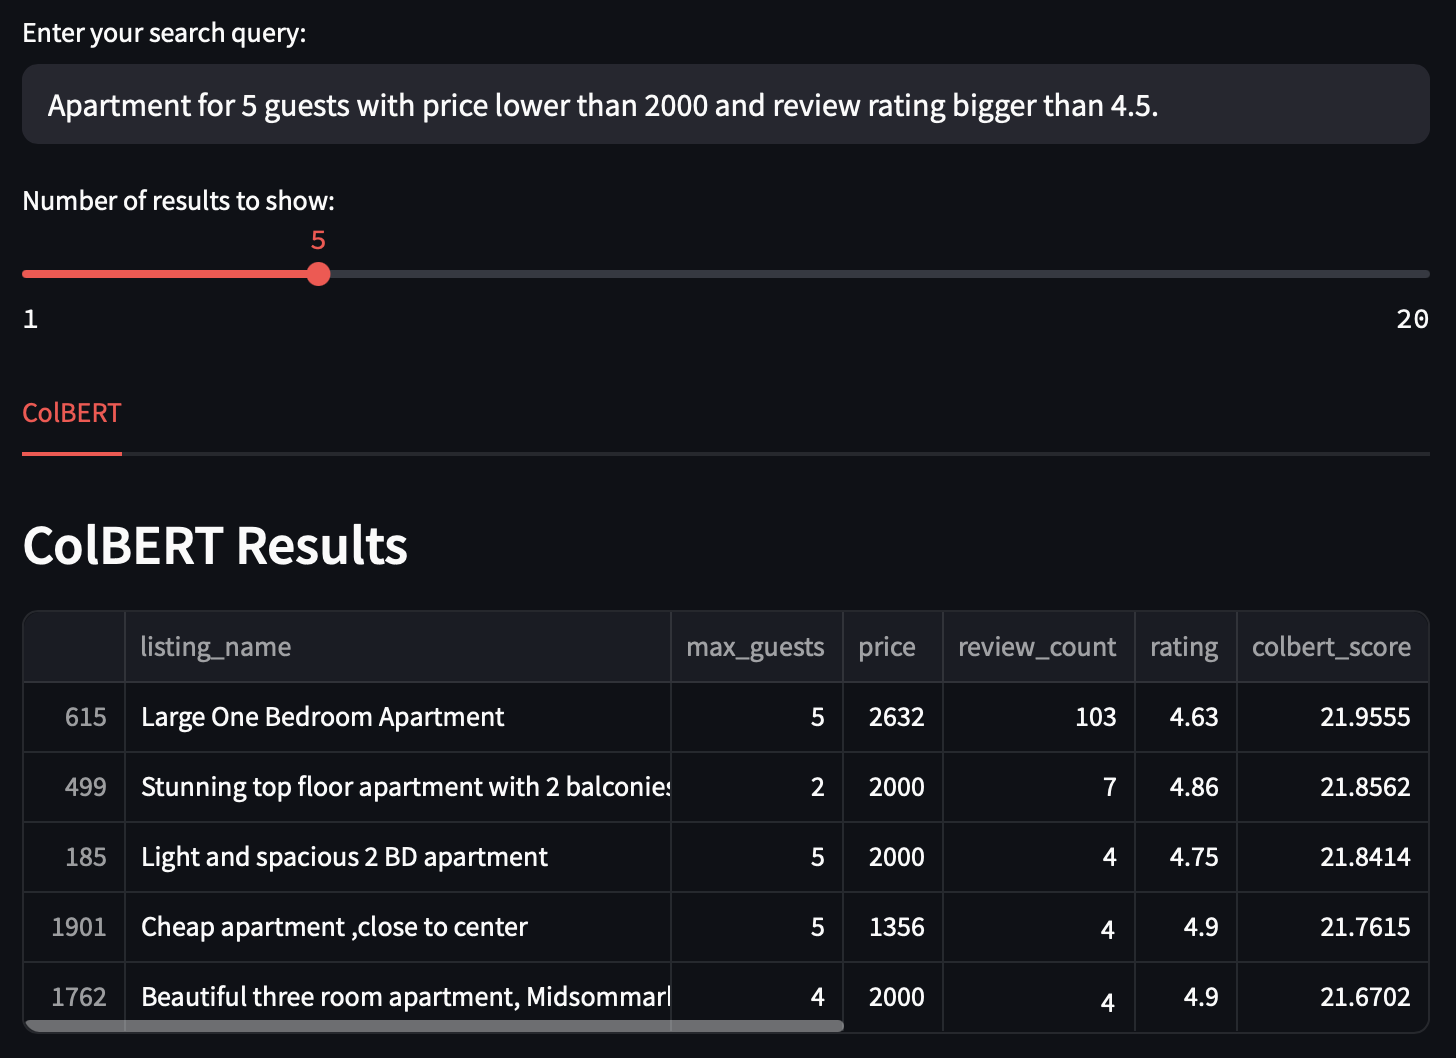 Enter your search query:
Apartment for 5 guests with price lower than 2000 and review rating bigger than 4.5.
Number of results to show:
5
1 20
ColBERT
ColBERT Results
listing_name max_guests price review_count rating colbert_score
615 Large One Bedroom Apartment 5 2632 103 4.63 21.9555
499 Stunning top floor apartment with 2 balconies 2 2000 7 4.86 21.8562
185 Light and spacious 2 BD apartment 5 2000 4 4.75 21.8414
1901 Cheap apartment ,close to center 5 1356 4 4.9 21.7615
1762 Beautiful three room apartment, 4 2000 4 4.9 21.6702